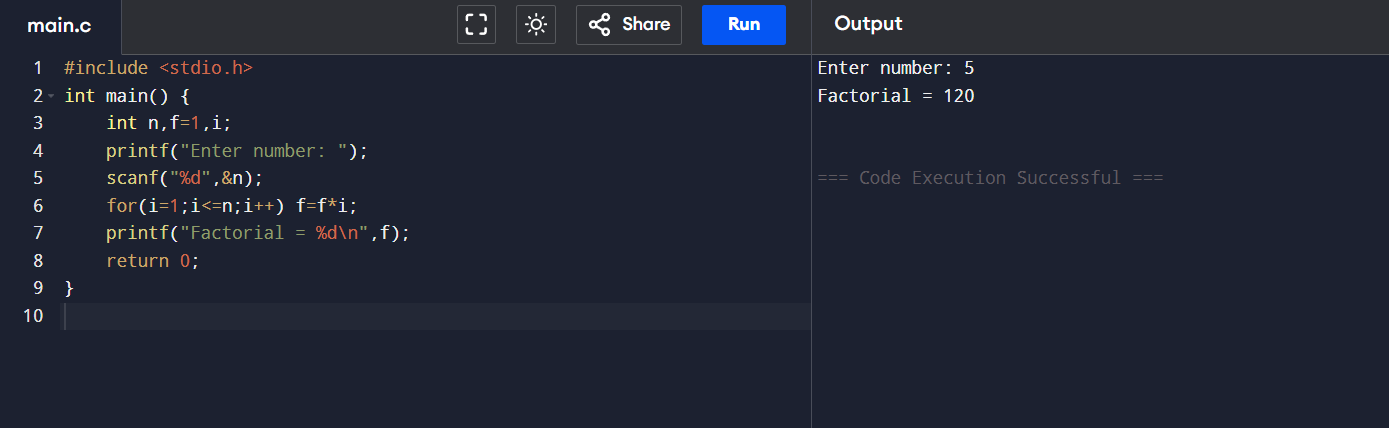 main.c
Share
Run
Output
1 #include <stdio.h>
2 int main() {
3     int n,f=1,i;
4     printf("Enter number: ");
5     scanf("%d",&n);
6     for(i=1;i<=n;i++) f=f*i;
7     printf("Factorial = %d\n",f);
8     return 0;
9 }
10
Enter number: 5
Factorial = 120
=== Code Execution Successful ===